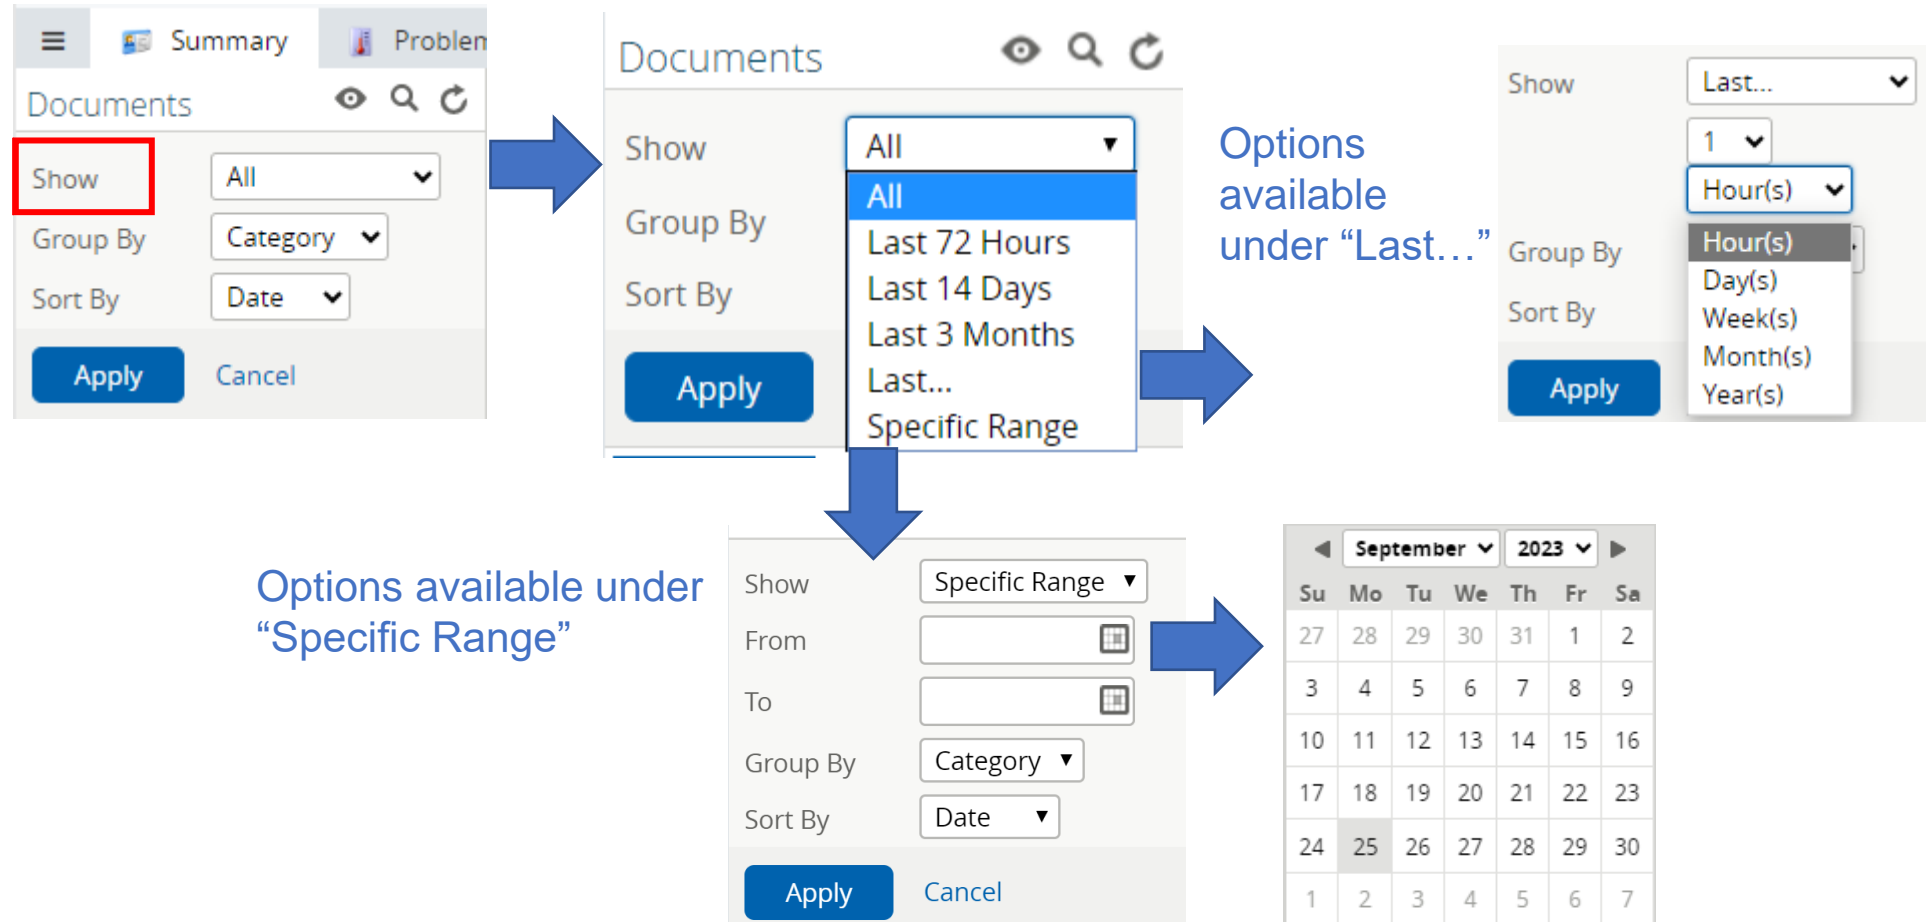 Summary
Problem
Documents
Show
All
Group By
Category
Sort By
Date
Apply
Cancel
Documents
Show
All
Group By
Sort By
Apply
All
Last 72 Hours
Last 14 Days
Last 3 Months
Last...
Specific Range
Options
available
under “Last…”
Show
Last...
1
Hour(s)
Group By
Sort By
Apply
Hour(s)
Day(s)
Week(s)
Month(s)
Year(s)
Options available under
“Specific Range”
Show
Specific Range
From
To
Group By
Category
Sort By
Date
Apply
Cancel
September 2023
Su Mo Tu We Th Fr Sa
27 28 29 30 31 1 2
3 4 5 6 7 8 9
10 11 12 13 14 15 16
17 18 19 20 21 22 23
24 25 26 27 28 29 30
1 2 3 4 5 6 7